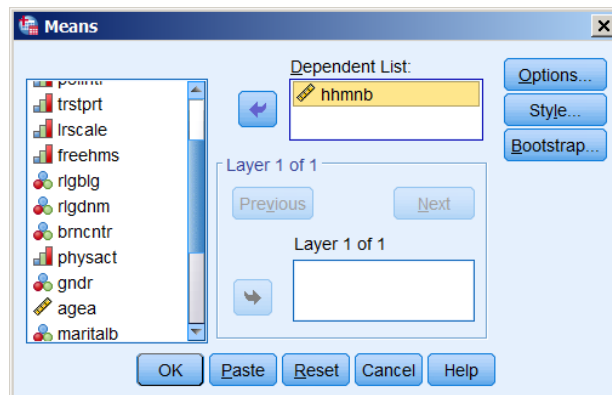 Means
Dependent List:
hhmnb
Options...
Style...
Bootstrap...
trstprt
lrscale
freehms
rlgblg
rlgdnm
brncntr
physact
gndr
agea
maritalb
Layer 1 of 1
Previous
Next
Layer 1 of 1
OK
Paste
Reset
Cancel
Help